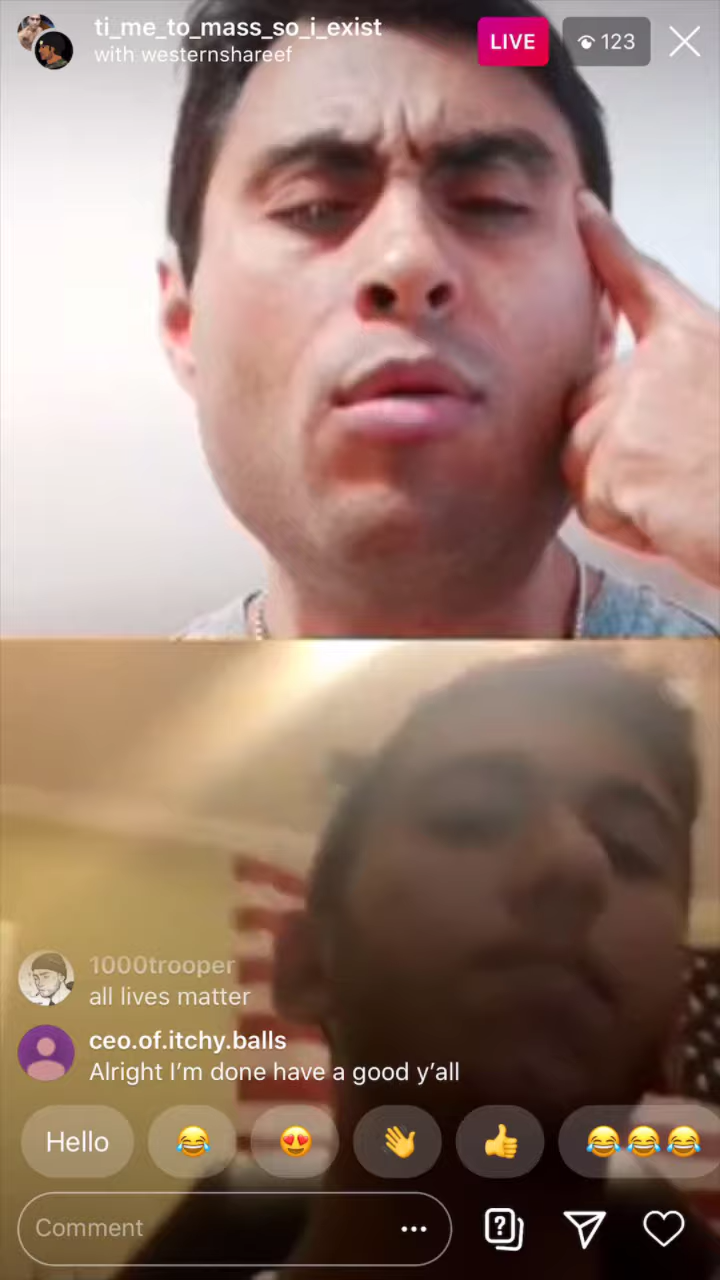 ti_me_to_mass_so_i_exist
with westernshareef
LIVE
123
1000trooper
all lives matter
ceo.of.itchy.balls
Alright I’m done have a good y’all
Hello
Comment